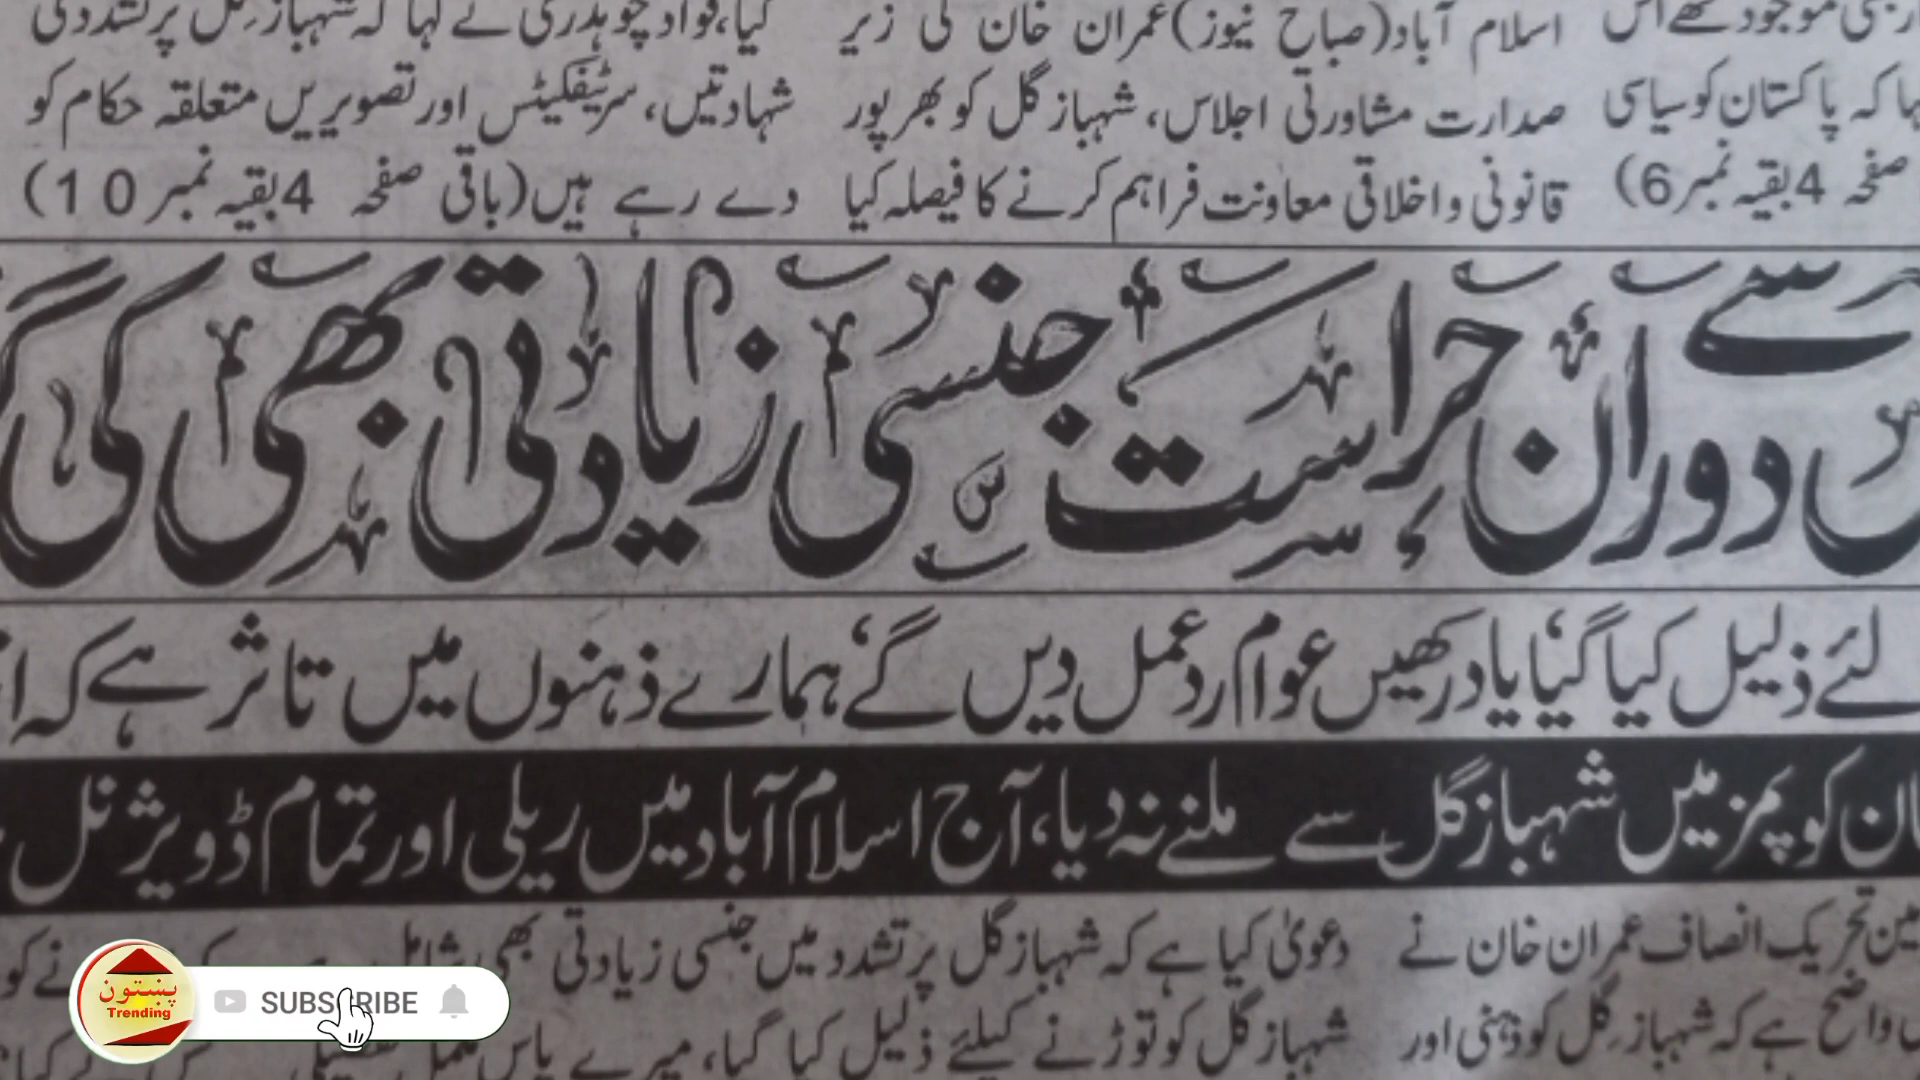 بھی موجود تھے اس
کہا کہ پاکستان کو سیاسی
صفحہ 4 بقیہ نمبر 6)
اسلام آباد (صباح نیوز) عمران خان کی زیر
صدارت مشاورتی اجلاس، شہباز گل کو بھرپور
قانونی و اخلاقی معاونت فراہم کرنے کا فیصلہ کیا
گیا، فواد چوہدری نے کہا کہ شہباز گل پر تشدد کی
شہادتیں، سرٹیفکیٹس اور تصویریں متعلقہ حکام کو
دے رہے ہیں (باقی صفحہ 4 بقیہ نمبر 10)
سے دوران حراست جنسی زیادتی بھی کی
لئے ذلیل کیا گیا، یاد رکھیں عوام ردعمل دیں گے، ہمارے ذہنوں میں تاثر ہے کہ
کو پمز میں شہباز گل سے ملنے نہ دیا، آج اسلام آباد میں ریلی اور تمام ڈویژنل
تحریک انصاف عمران خان نے
واضح ہے کہ شہباز گل کو ذہنی اور
دعویٰ کیا ہے کہ شہباز گل پر تشدد میں جنسی زیادتی بھی شامل
شہباز گل کو توڑنے کیلئے ذلیل کیا گیا، میرے پاس مکمل تفصیلی
نے کو
پښتون
Trending
SUBSCRIBE